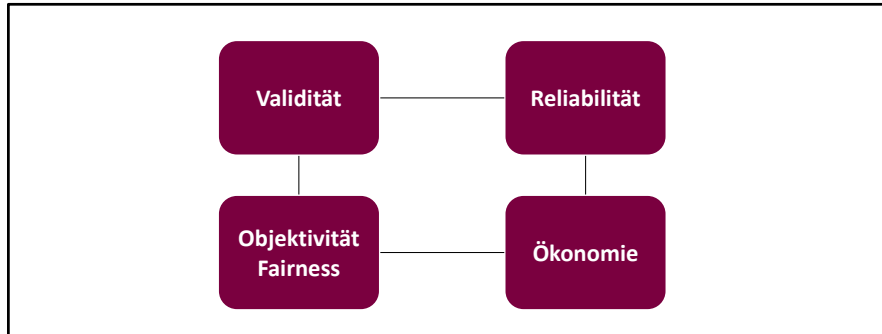 Validität
Reliabilität
Objektivität
Fairness
Ökonomie